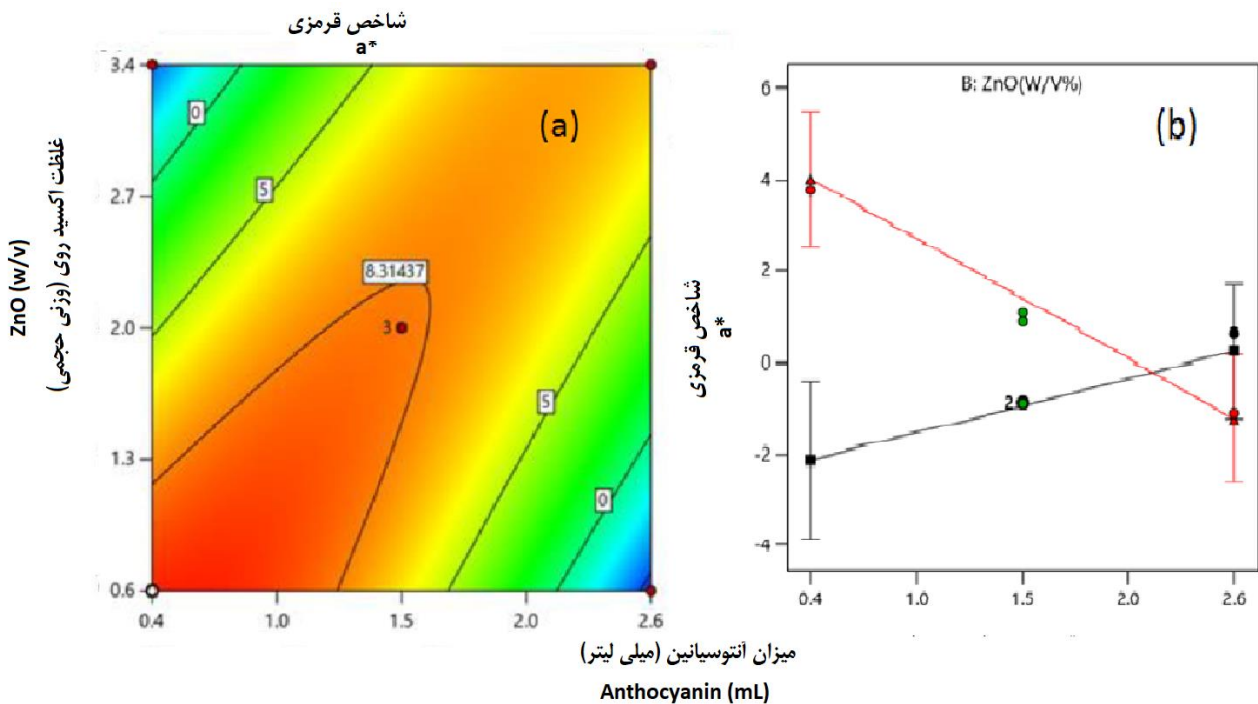 شاخص قرمزی
a*
(a)
3.4
2.7
2.0
1.3
0.6
0.4
1.0
1.5
2.0
2.6
0
5
8.31437
3
5
0
ZnO (w/v)
غلظت اکسید روی (وزنی حجمی)
B: ZnO(W/V%)
(b)
6
4
2
0
-2
-4
2
0.4
1.0
1.5
2.0
2.6
شاخص قرمزی
a*
میزان آنتوسیانین (میلی لیتر)
Anthocyanin (mL)